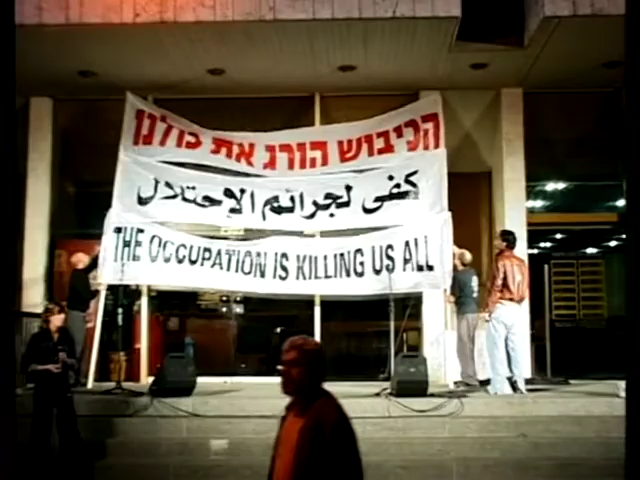 הכיבוש הורג את כולנו
كفى لجرائم الاحتلال
THE OCCUPATION IS KILLING US ALL